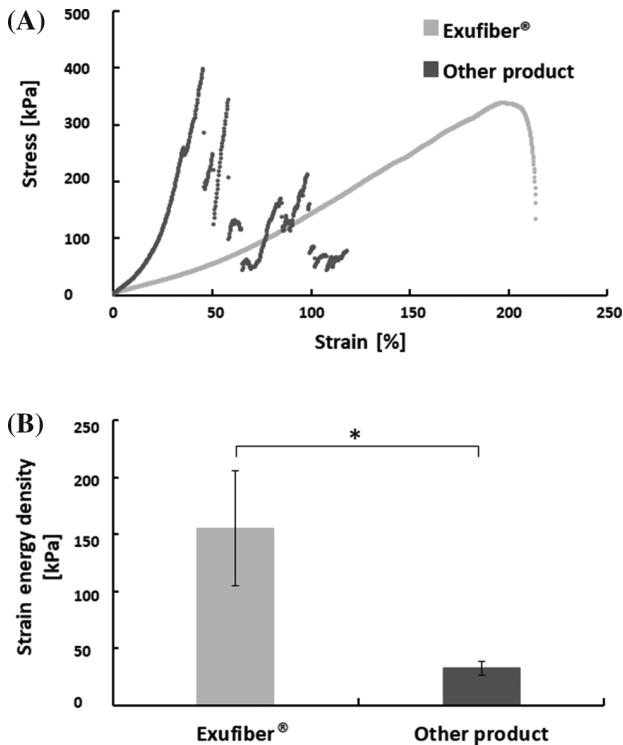 (A)
Exufiber®
Other product
Stress [kPa]
500
400
300
200
100
0
0 50 100 150 200 250
Strain [%]
(B)
*
Strain energy density
[kPa]
250
200
150
100
50
0
Exufiber®
Other product